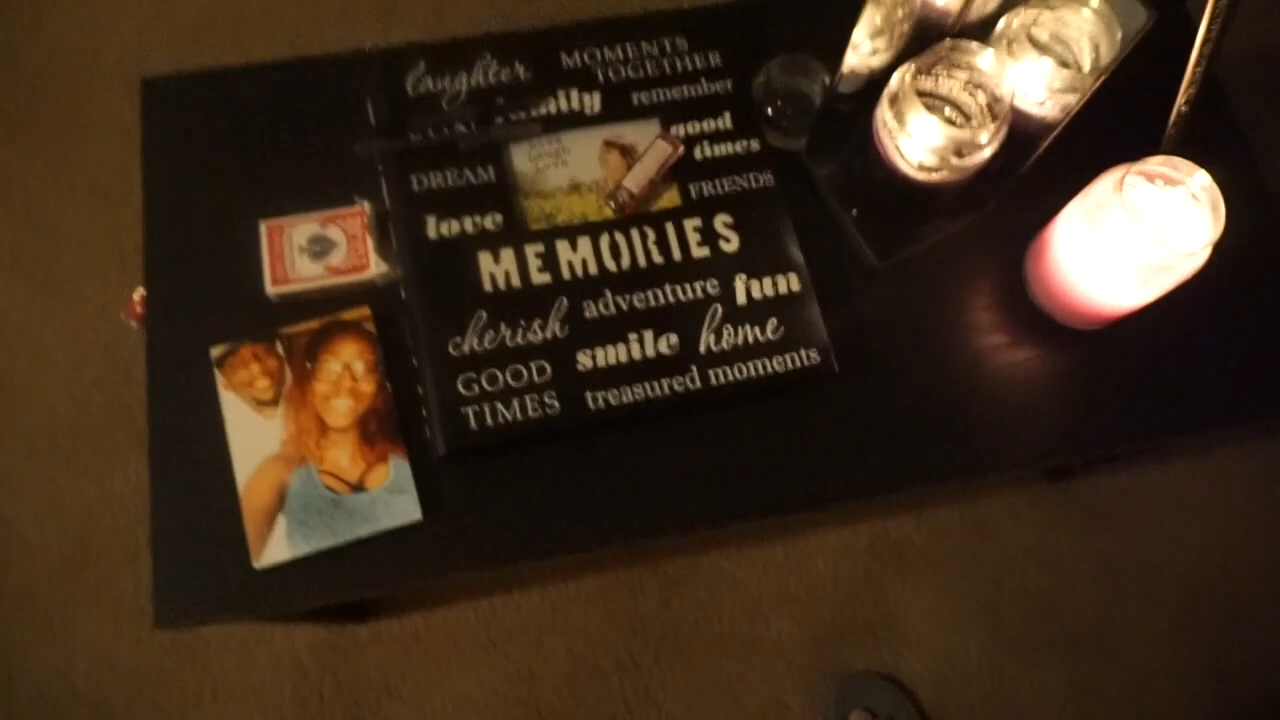 laughter MOMENTS
TOGETHER
family remember
good
times
DREAM
FRIENDS
love
MEMORIES
cherish adventure fun
GOOD smile home
TIMES treasured moments